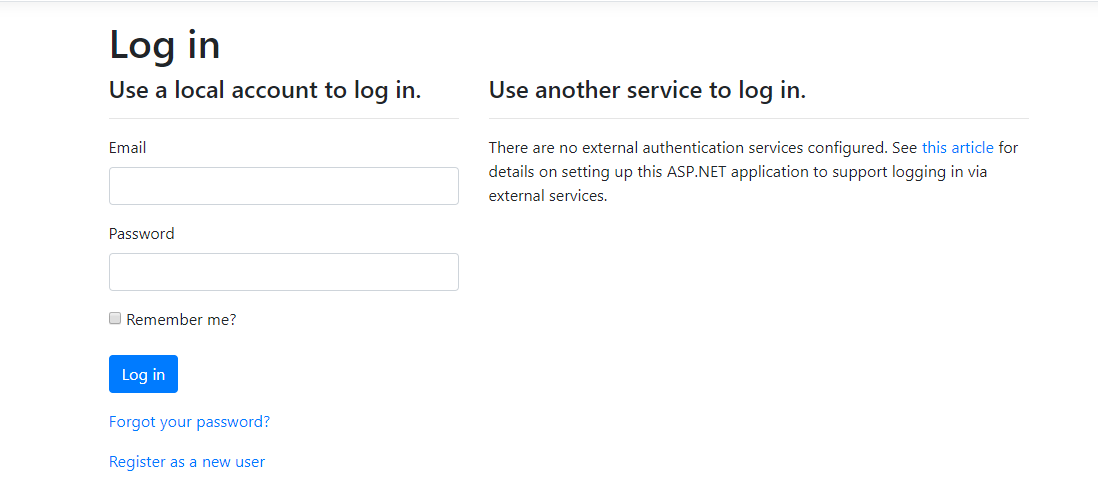 Log in
Use a local account to log in.
Email
Password
Remember me?
Log in
Forgot your password?
Register as a new user
Use another service to log in.
There are no external authentication services configured. See this article for
details on setting up this ASP.NET application to support logging in via
external services.